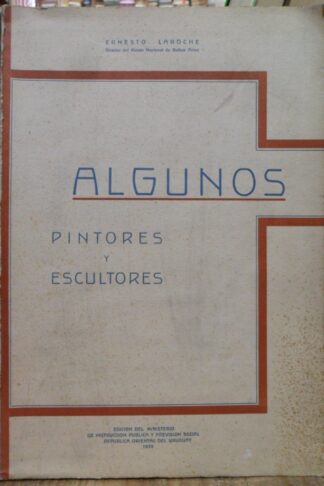 ERNESTO LAROCHE
Director del Museo Nacional de Bellas Artes
ALGUNOS
PINTORES
Y
ESCULTORES
EDICION DEL MINISTERIO
DE INSTRUCCION PUBLICA Y PREVISION SOCIAL
REPUBLICA ORIENTAL DEL URUGUAY